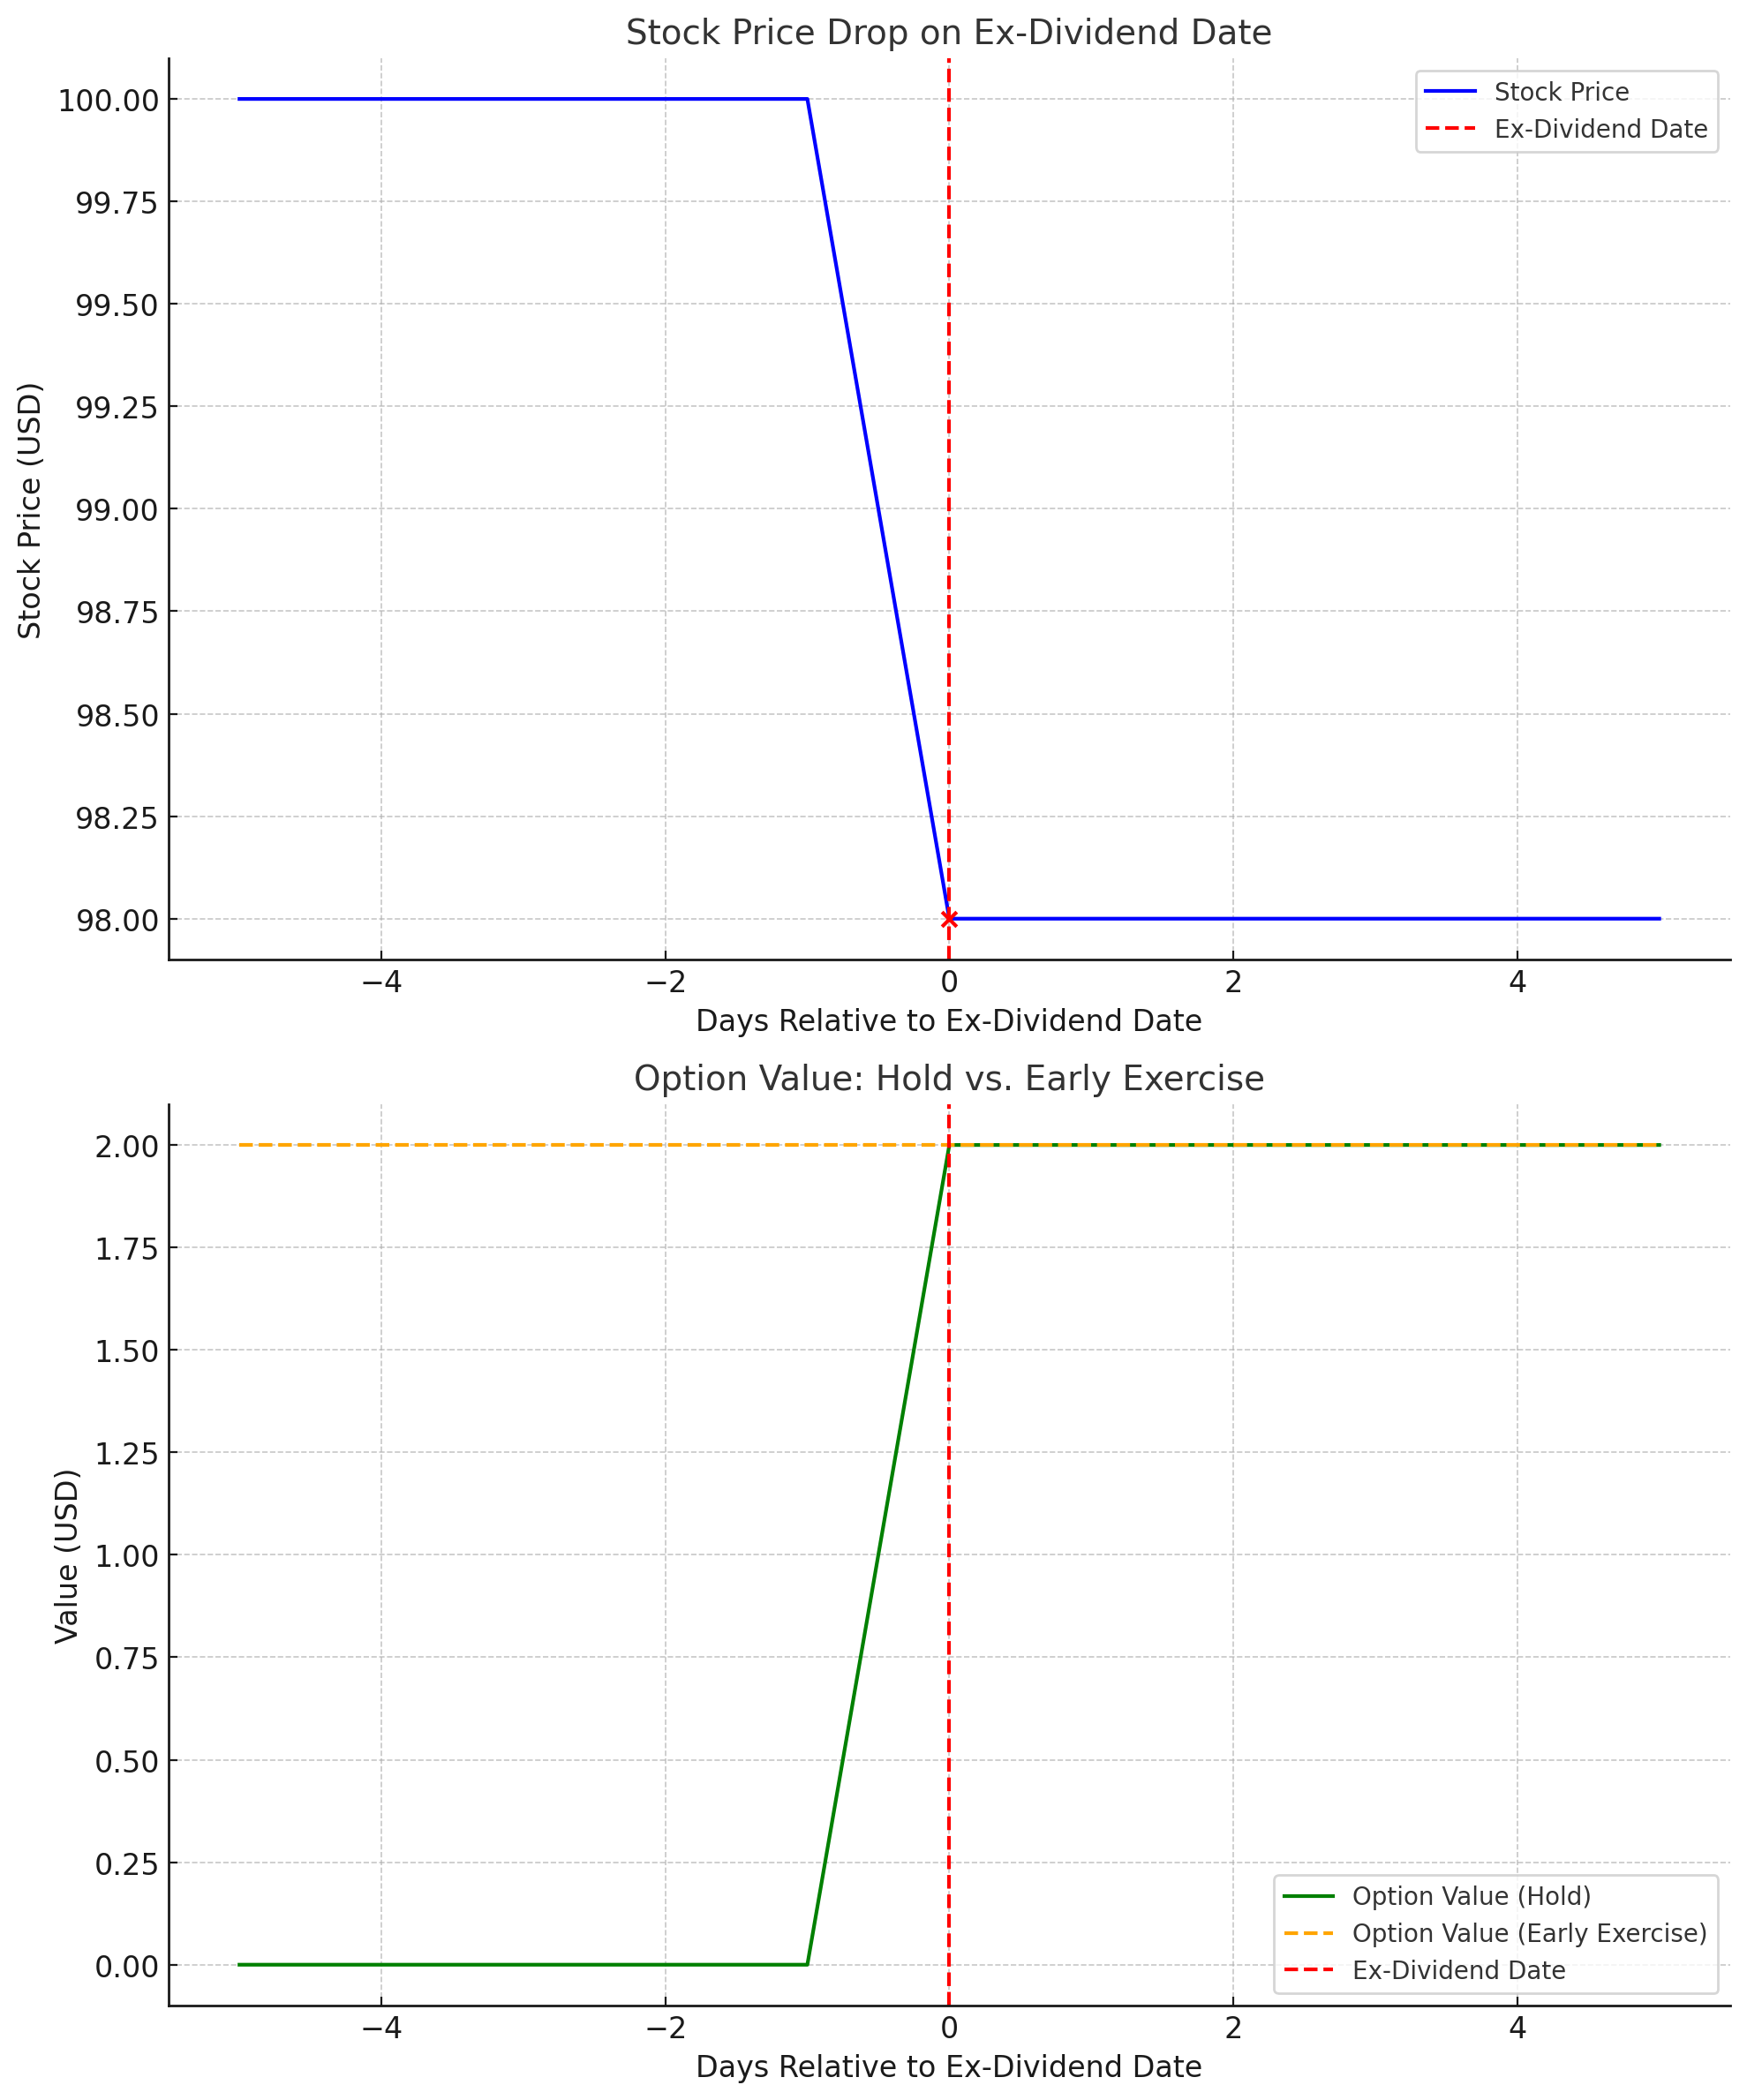 Stock Price Drop on Ex-Dividend Date
Stock Price
Ex-Dividend Date
100.00
99.75
99.50
99.25
99.00
98.75
98.50
98.25
98.00
Stock Price (USD)
−4
−2
0
2
4
Days Relative to Ex-Dividend Date
Option Value: Hold vs. Early Exercise
2.00
1.75
1.50
1.25
1.00
0.75
0.50
0.25
0.00
Value (USD)
Option Value (Hold)
Option Value (Early Exercise)
Ex-Dividend Date
−4
−2
0
2
4
Days Relative to Ex-Dividend Date